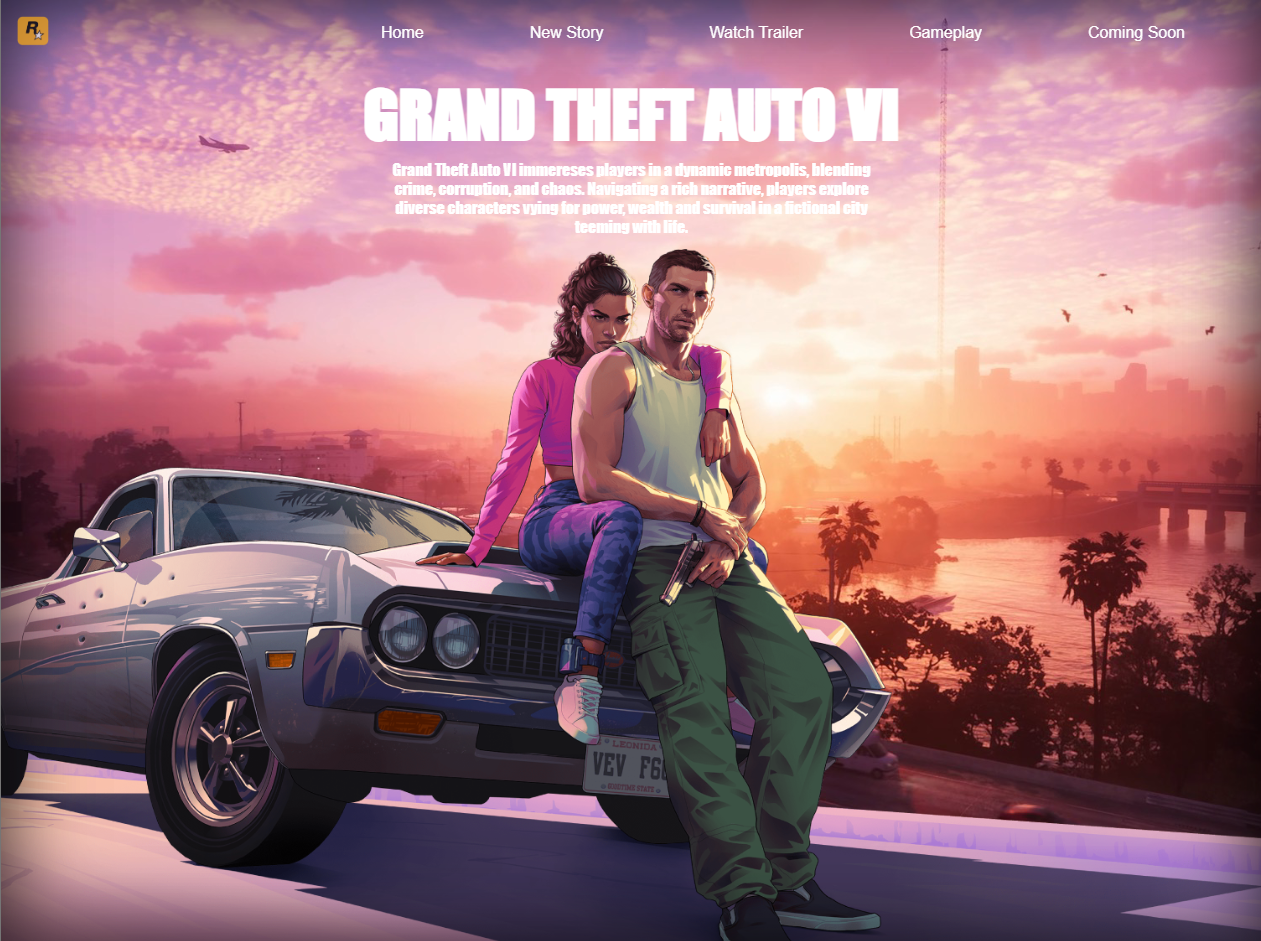 R
Home
New Story
Watch Trailer
Gameplay
Coming Soon
GRAND THEFT AUTO VI
Grand Theft Auto VI immereses players in a dynamic metropolis, blending
crime, corruption, and chaos. Navigating a rich narrative, players explore
diverse characters vying for power, wealth and survival in a fictional city
teeming with life.
LEONIDA
VEV F6